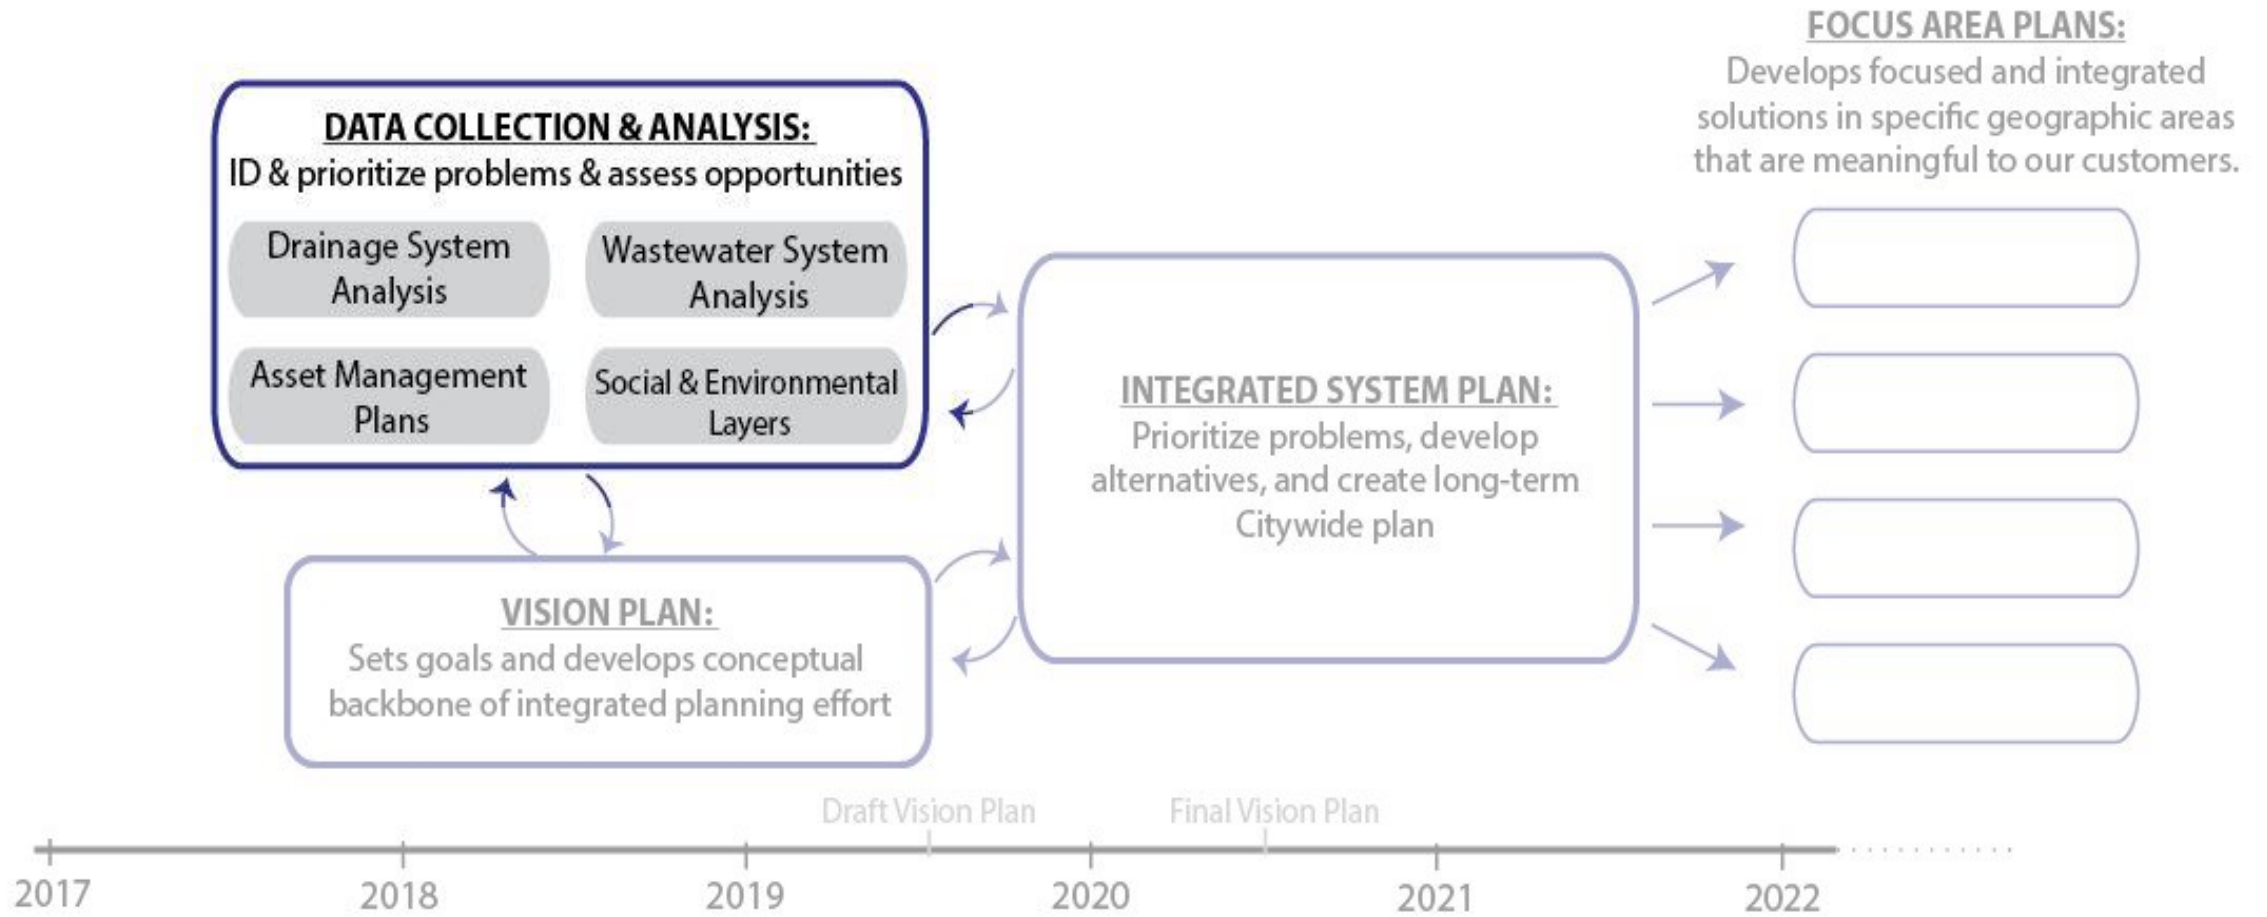 FOCUS AREA PLANS:
Develops focused and integrated
solutions in specific geographic areas
that are meaningful to our customers.
DATA COLLECTION & ANALYSIS:
ID & prioritize problems & assess opportunities
Drainage System
Analysis
Wastewater System
Analysis
Asset Management
Plans
Social & Environmental
Layers
INTEGRATED SYSTEM PLAN:
Prioritize problems, develop
alternatives, and create long-term
Citywide plan
VISION PLAN:
Sets goals and develops conceptual
backbone of integrated planning effort
Draft Vision Plan
Final Vision Plan
2017
2018
2019
2020
2021
2022